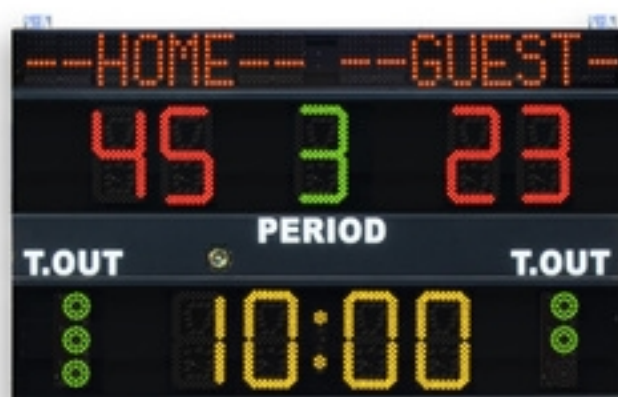 --HOME-- --GUEST-
45 3 23
PERIOD
T.OUT T.OUT
10:00